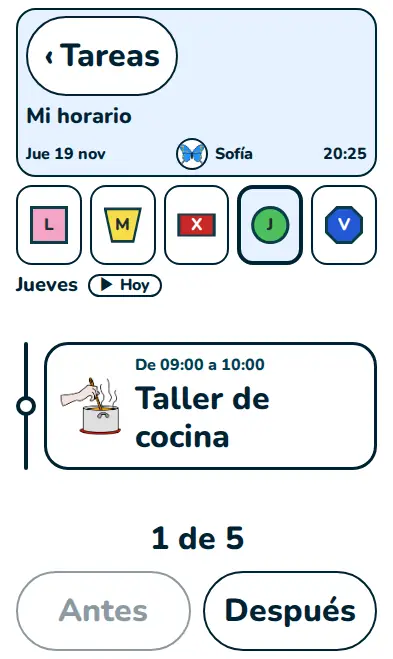 ‹ Tareas
Mi horario
Jue 19 nov Sofía 20:25
L M X J V
Jueves ▶ Hoy
De 09:00 a 10:00
Taller de
cocina
1 de 5
Antes Después